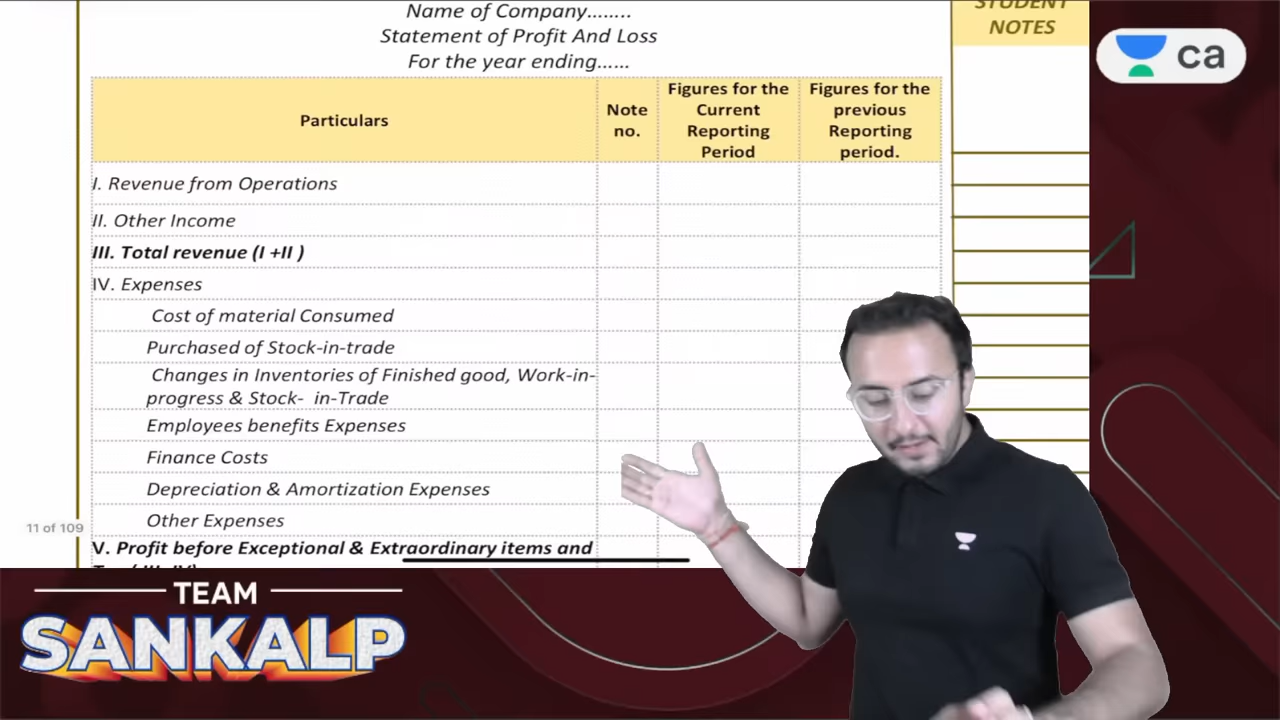 Name of Company........
Statement of Profit And Loss
For the year ending......
STUDENT
NOTES
ca
Particulars
Note
no.
Figures for the
Current
Reporting
Period
Figures for the
previous
Reporting
period.
I. Revenue from Operations
II. Other Income
III. Total revenue (I +II )
IV. Expenses
Cost of material Consumed
Purchased of Stock-in-trade
Changes in Inventories of Finished good, Work-in-
progress & Stock- in-Trade
Employees benefits Expenses
Finance Costs
Depreciation & Amortization Expenses
Other Expenses
11 of 109
V. Profit before Exceptional & Extraordinary items and
TEAM
SANKALP